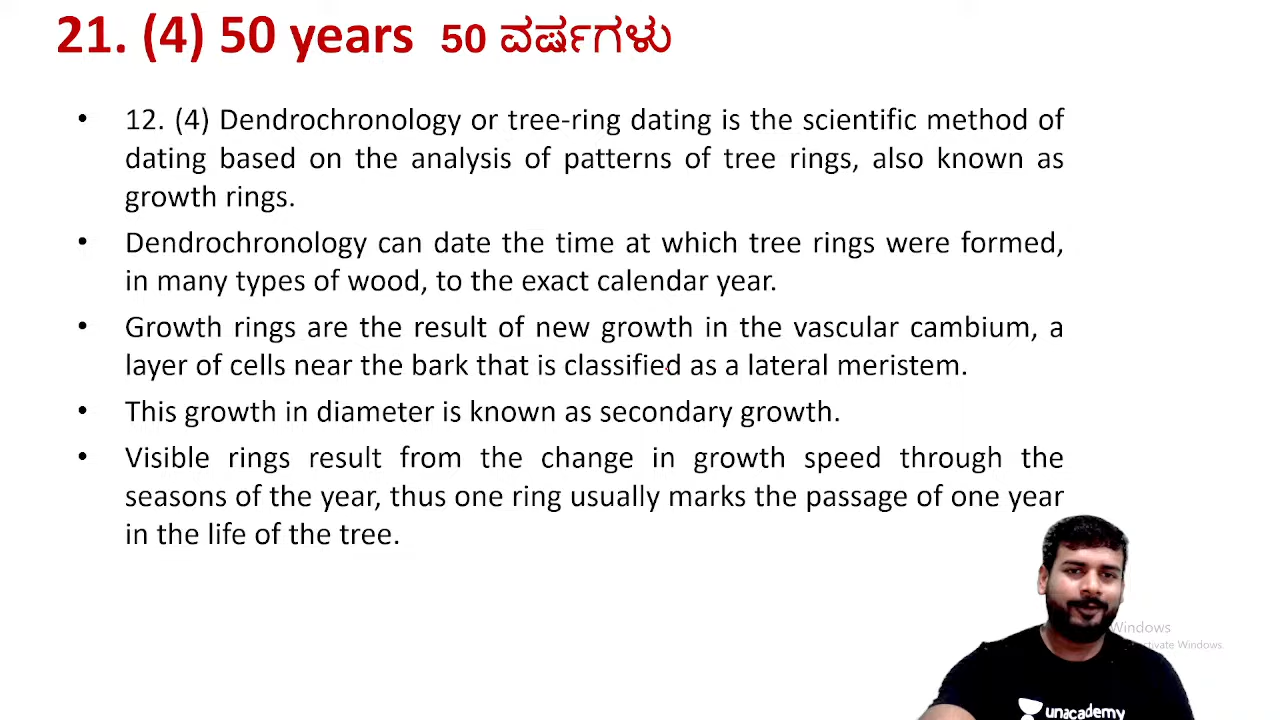 21. (4) 50 years 50 ವರ್ಷಗಳು
• 12. (4) Dendrochronology or tree-ring dating is the scientific method of
dating based on the analysis of patterns of tree rings, also known as
growth rings.
• Dendrochronology can date the time at which tree rings were formed,
in many types of wood, to the exact calendar year.
• Growth rings are the result of new growth in the vascular cambium, a
layer of cells near the bark that is classified as a lateral meristem.
• This growth in diameter is known as secondary growth.
• Visible rings result from the change in growth speed through the
seasons of the year, thus one ring usually marks the passage of one year
in the life of the tree.
Windows
Windows.
unacademy